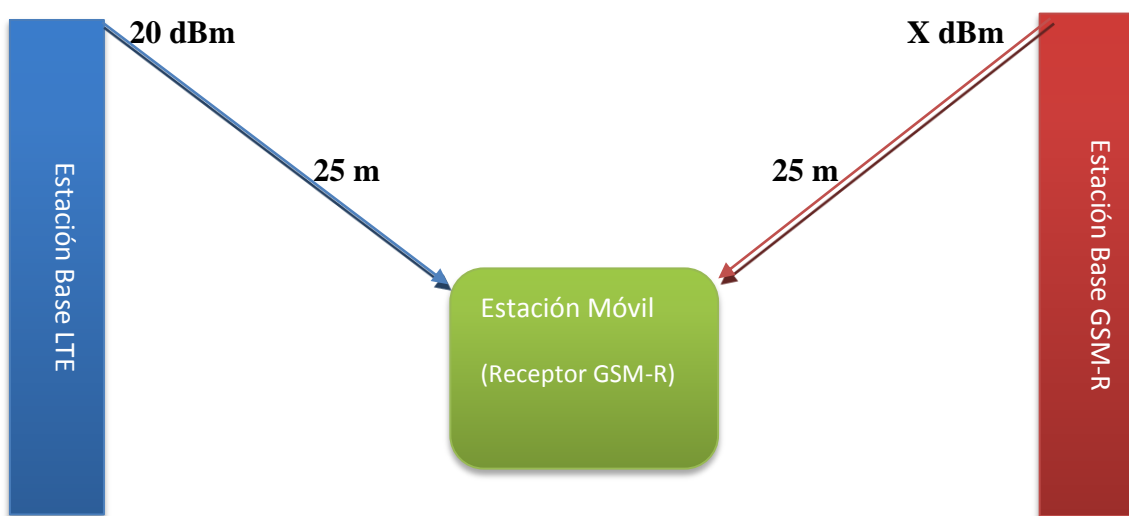 20 dBm
X dBm
25 m
25 m
Estación Base LTE
Estación Móvil
(Receptor GSM-R)
Estación Base GSM-R